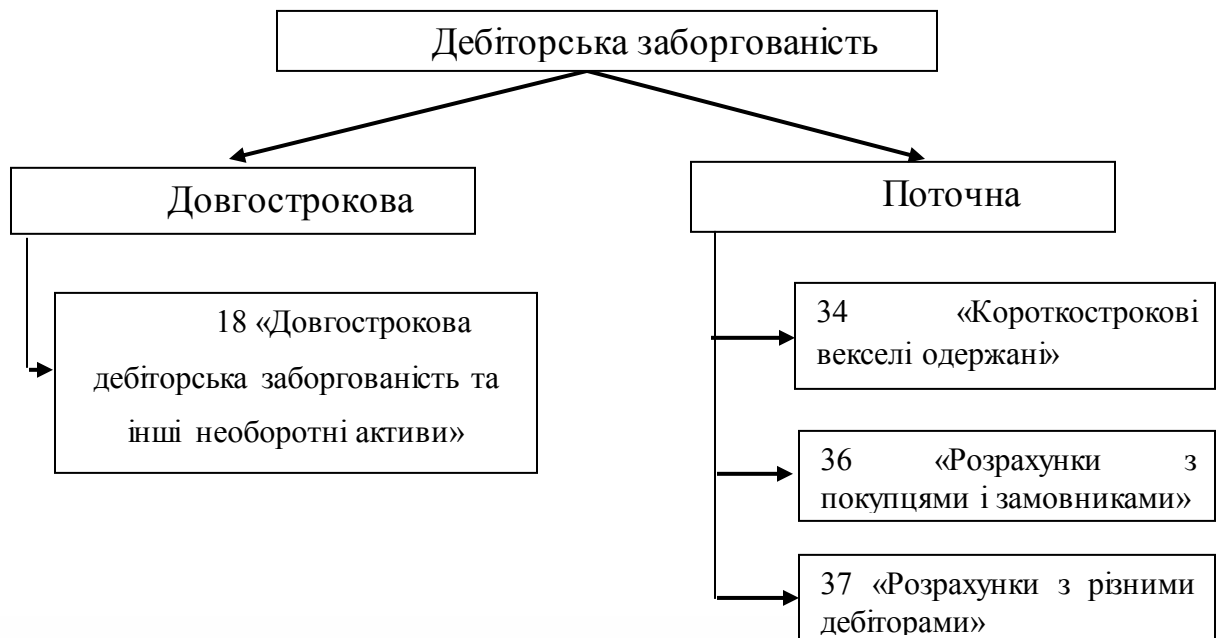 Дебіторська заборгованість
Довгострокова
Поточна
18 «Довгострокова
дебіторська заборгованість та
інші необоротні активи»
34 «Короткострокові
векселі одержані»
36 «Розрахунки з
покупцями і замовниками»
37 «Розрахунки з різними
дебіторами»